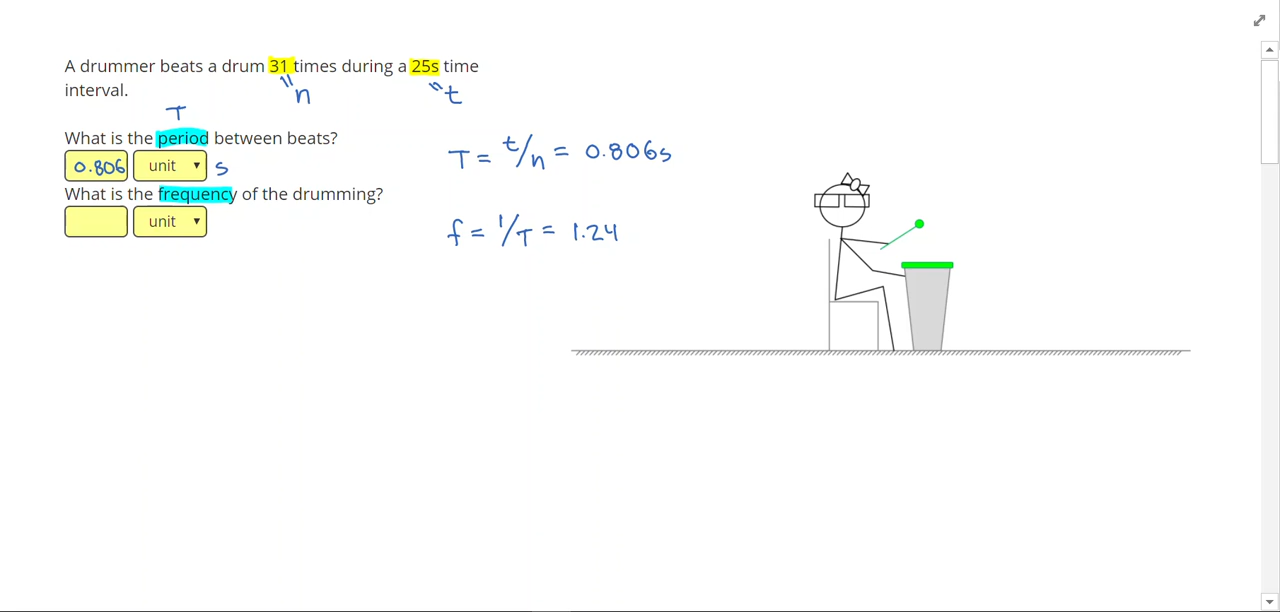 A drummer beats a drum 31 times during a 25s time
interval.
"n
"t
T
What is the period between beats?
0.806 unit s
T = t/n = 0.806s
What is the frequency of the drumming?
unit
f = 1/T = 1.24